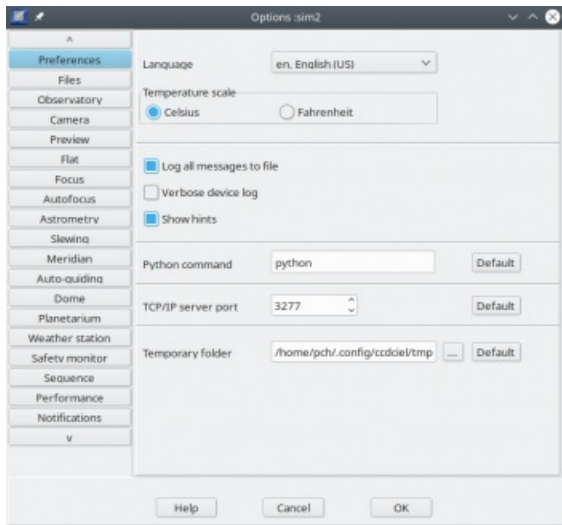 Options :sim2
^
Preferences
Files
Observatory
Camera
Preview
Flat
Focus
Autofocus
Astrometry
Slewing
Meridian
Auto-guiding
Dome
Planetarium
Weather station
Safety monitor
Sequence
Performance
Notifications
v
Language
en, English (US)
Temperature scale
Celsius
Fahrenheit
Log all messages to file
Verbose device log
Show hints
Python command
python
Default
TCP/IP server port
3277
Default
Temporary folder
/home/pch/.config/ccdciel/tmp
...
Default
Help
Cancel
OK